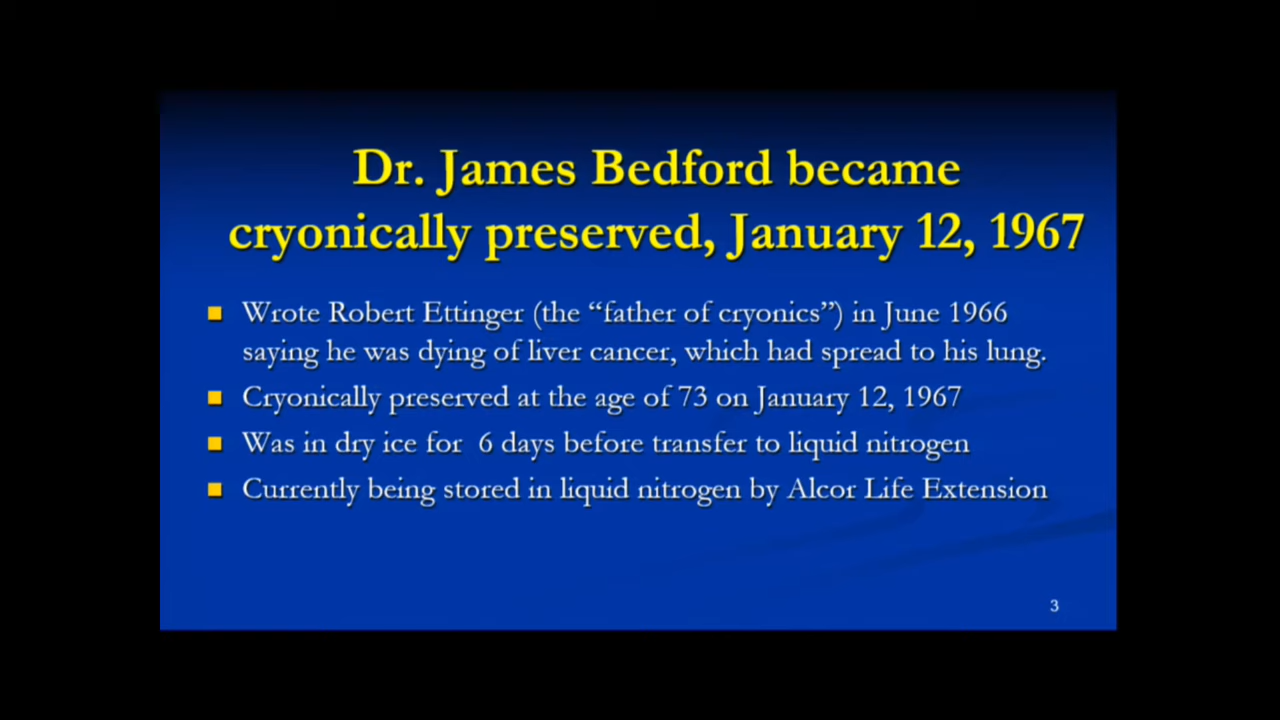 Dr. James Bedford became
cryonically preserved, January 12, 1967
Wrote Robert Ettinger (the “father of cryonics”) in June 1966
saying he was dying of liver cancer, which had spread to his lung.
Cryonically preserved at the age of 73 on January 12, 1967
Was in dry ice for 6 days before transfer to liquid nitrogen
Currently being stored in liquid nitrogen by Alcor Life Extension
3